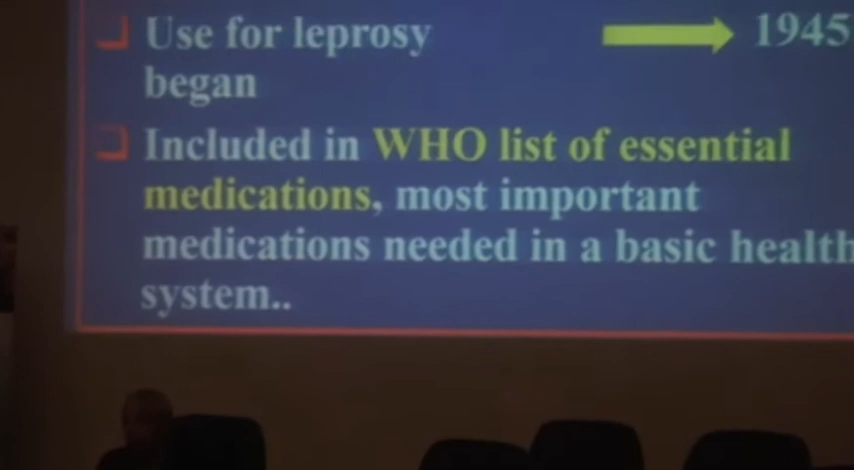 Use for leprosy → 1945
began
Included in WHO list of essential
medications, most important
medications needed in a basic health
system..